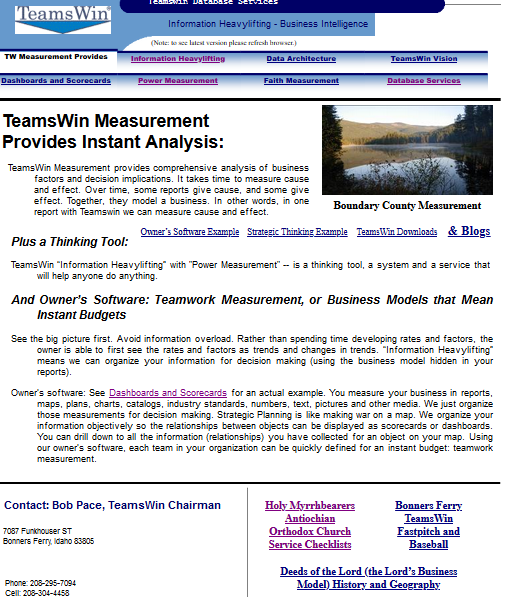 TeamsWin Database Services
TeamsWin®
Information Heavylifting - Business Intelligence
(Note: to see latest version please refresh browser.)
TW Measurement Provides
Information Heavylifting
Data Architecture
TeamsWin Vision
Dashboards and Scorecards
Power Measurement
Faith Measurement
Database Services
TeamsWin Measurement
Provides Instant Analysis:
TeamsWin Measurement provides comprehensive analysis of business
factors and decision implications. It takes time to measure cause
and effect. Over time, some reports give cause, and some give
effect. Together, they model a business. In other words, in one
report with Teamswin we can measure cause and effect.
Boundary County Measurement
Owner's Software Example
Strategic Thinking Example
TeamsWin Downloads
& Blogs
Plus a Thinking Tool:
TeamsWin “Information Heavylifting” with "Power Measurement" -- is a thinking tool, a system and a service that
will help anyone do anything.
And Owner’s Software: Teamwork Measurement, or Business Models that Mean
Instant Budgets
See the big picture first. Avoid information overload. Rather than spending time developing rates and factors, the
owner is able to first see the rates and factors as trends and changes in trends. “Information Heavylifting”
means we can organize your information for decision making (using the business model hidden in your
reports).
Owner's software: See Dashboards and Scorecards for an actual example. You measure your business in reports,
maps, plans, charts, catalogs, industry standards, numbers, text, pictures and other media. We just organize
those measurements for decision making. Strategic Planning is like making war on a map. We organize your
information objectively so the relationships between objects can be displayed as scorecards or dashboards.
You can drill down to all the information (relationships) you have collected for an object on your map. Using
our owner's software, each team in your organization can be quickly defined for an instant budget: teamwork
measurement.
Contact: Bob Pace, TeamsWin Chairman
7087 Funkhouser ST
Bonners Ferry, Idaho 83805
Phone: 208-295-7094
Cell: 208-304-4458
Holy Myrrhbearers
Antiochian
Orthodox Church
Service Checklists
Bonners Ferry
TeamsWin
Fastpitch and
Baseball
Deeds of the Lord (the Lord’s Business
Model) History and Geography